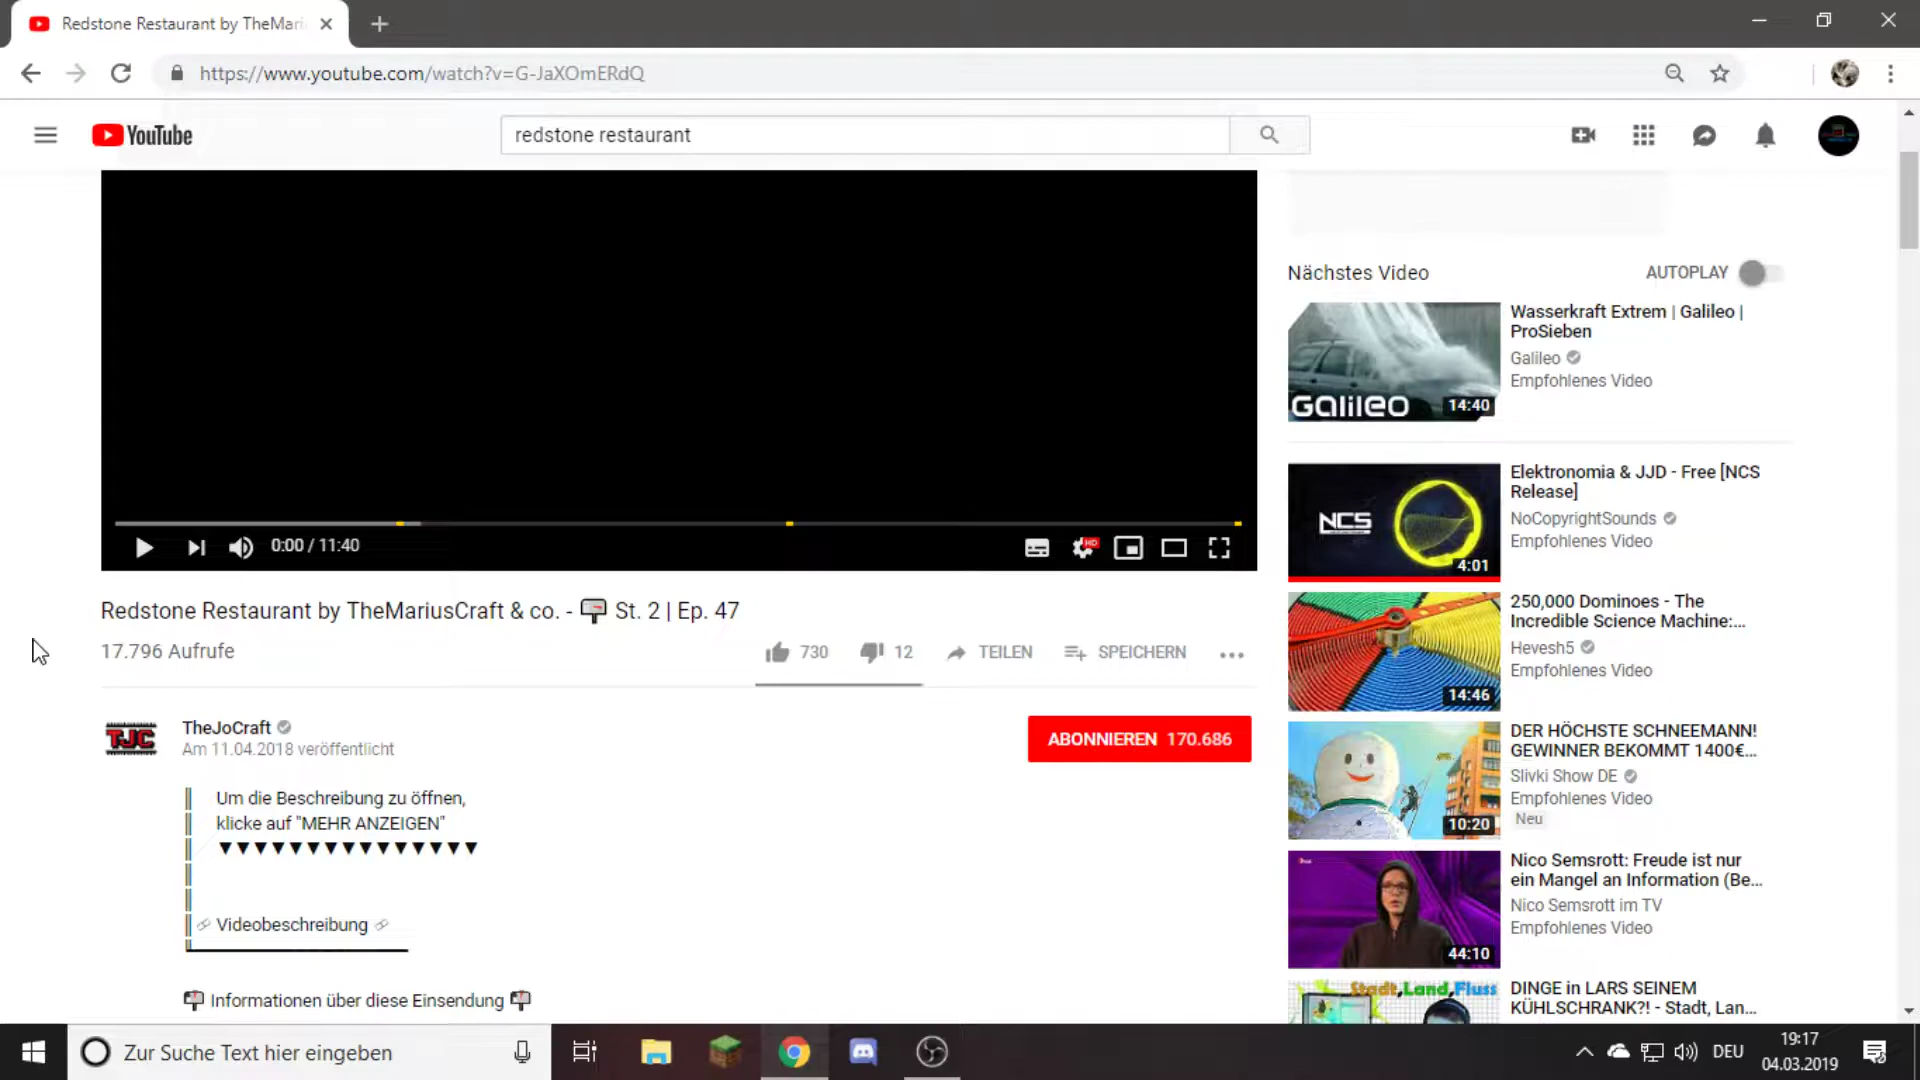 Redstone Restaurant by TheMari
https://www.youtube.com/watch?v=G-JaXOmERdQ
YouTube
redstone restaurant
0:00 / 11:40
HD
Redstone Restaurant by TheMariusCraft & co. - 📪 St. 2 | Ep. 47
17.796 Aufrufe
730
12
TEILEN
SPEICHERN
TJC
TheJoCraft
Am 11.04.2018 veröffentlicht
ABONNIEREN 170.686
Um die Beschreibung zu öffnen,
klicke auf "MEHR ANZEIGEN"
▼▼▼▼▼▼▼▼▼▼▼▼▼▼▼
Videobeschreibung
Informationen über diese Einsendung
Nächstes Video
AUTOPLAY
Galileo
14:40
Wasserkraft Extrem | Galileo |
ProSieben
Galileo
Empfohlenes Video
NCS
4:01
Elektronomia & JJD - Free [NCS
Release]
NoCopyrightSounds
Empfohlenes Video
14:46
250,000 Dominoes - The
Incredible Science Machine:...
Hevesh5
Empfohlenes Video
10:20
DER HÖCHSTE SCHNEEMANN!
GEWINNER BEKOMMT 1400€...
Slivki Show DE
Empfohlenes Video
Neu
44:10
Nico Semsrott: Freude ist nur
ein Mangel an Information (Be...
Nico Semsrott im TV
Empfohlenes Video
Stadt,Land,Fluss
DINGE in LARS SEINEM
KÜHLSCHRANK?! - Stadt, Lan...
Zur Suche Text hier eingeben
DEU
19:17
04.03.2019